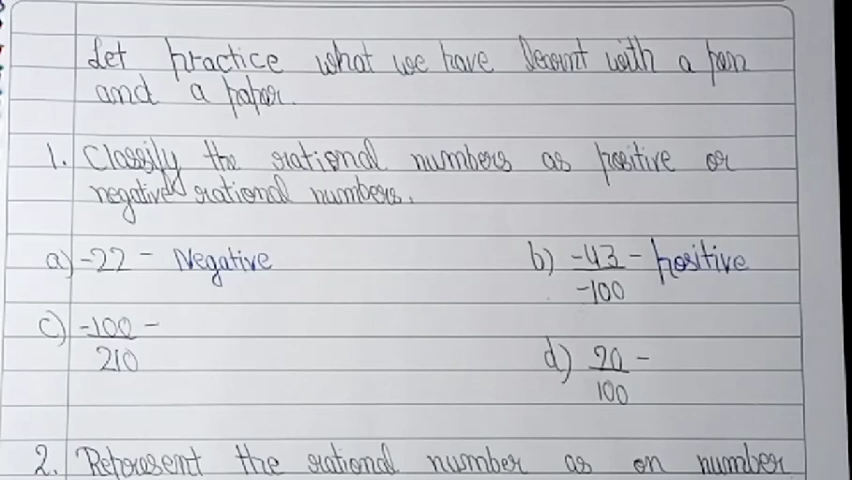 Let practice what we have learnt with a pen
and a paper.
1. Classify the rational numbers as positive or
negative rational numbers.
a) -22 - Negative
b) -43 - positive
-100
c) -100 -
210
d) 20 -
100
2. Represent the rational number as on number